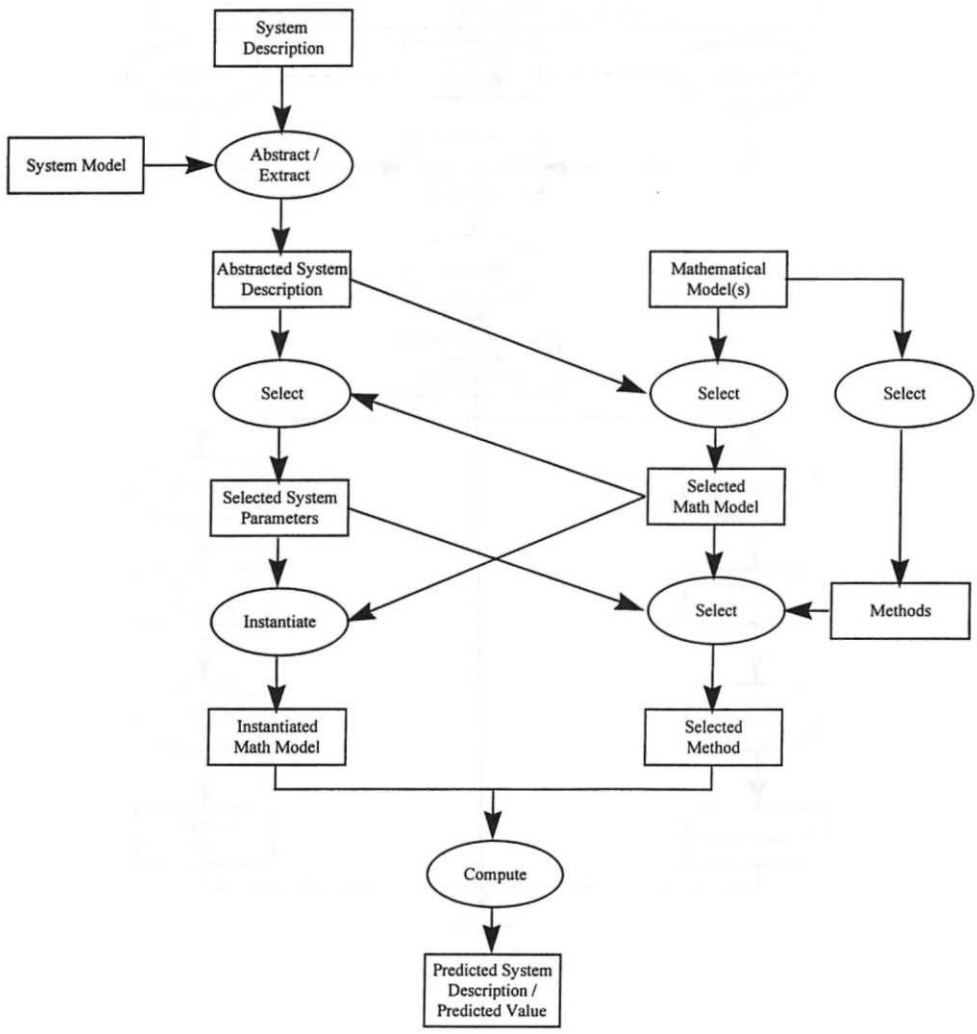 System
Description
System Model
Abstract /
Extract
Abstracted System
Description
Mathematical
Model(s)
Select
Select
Select
Selected System
Parameters
Selected
Math Model
Instantiate
Select
Methods
Instantiated
Math Model
Selected
Method
Compute
Predicted System
Description /
Predicted Value